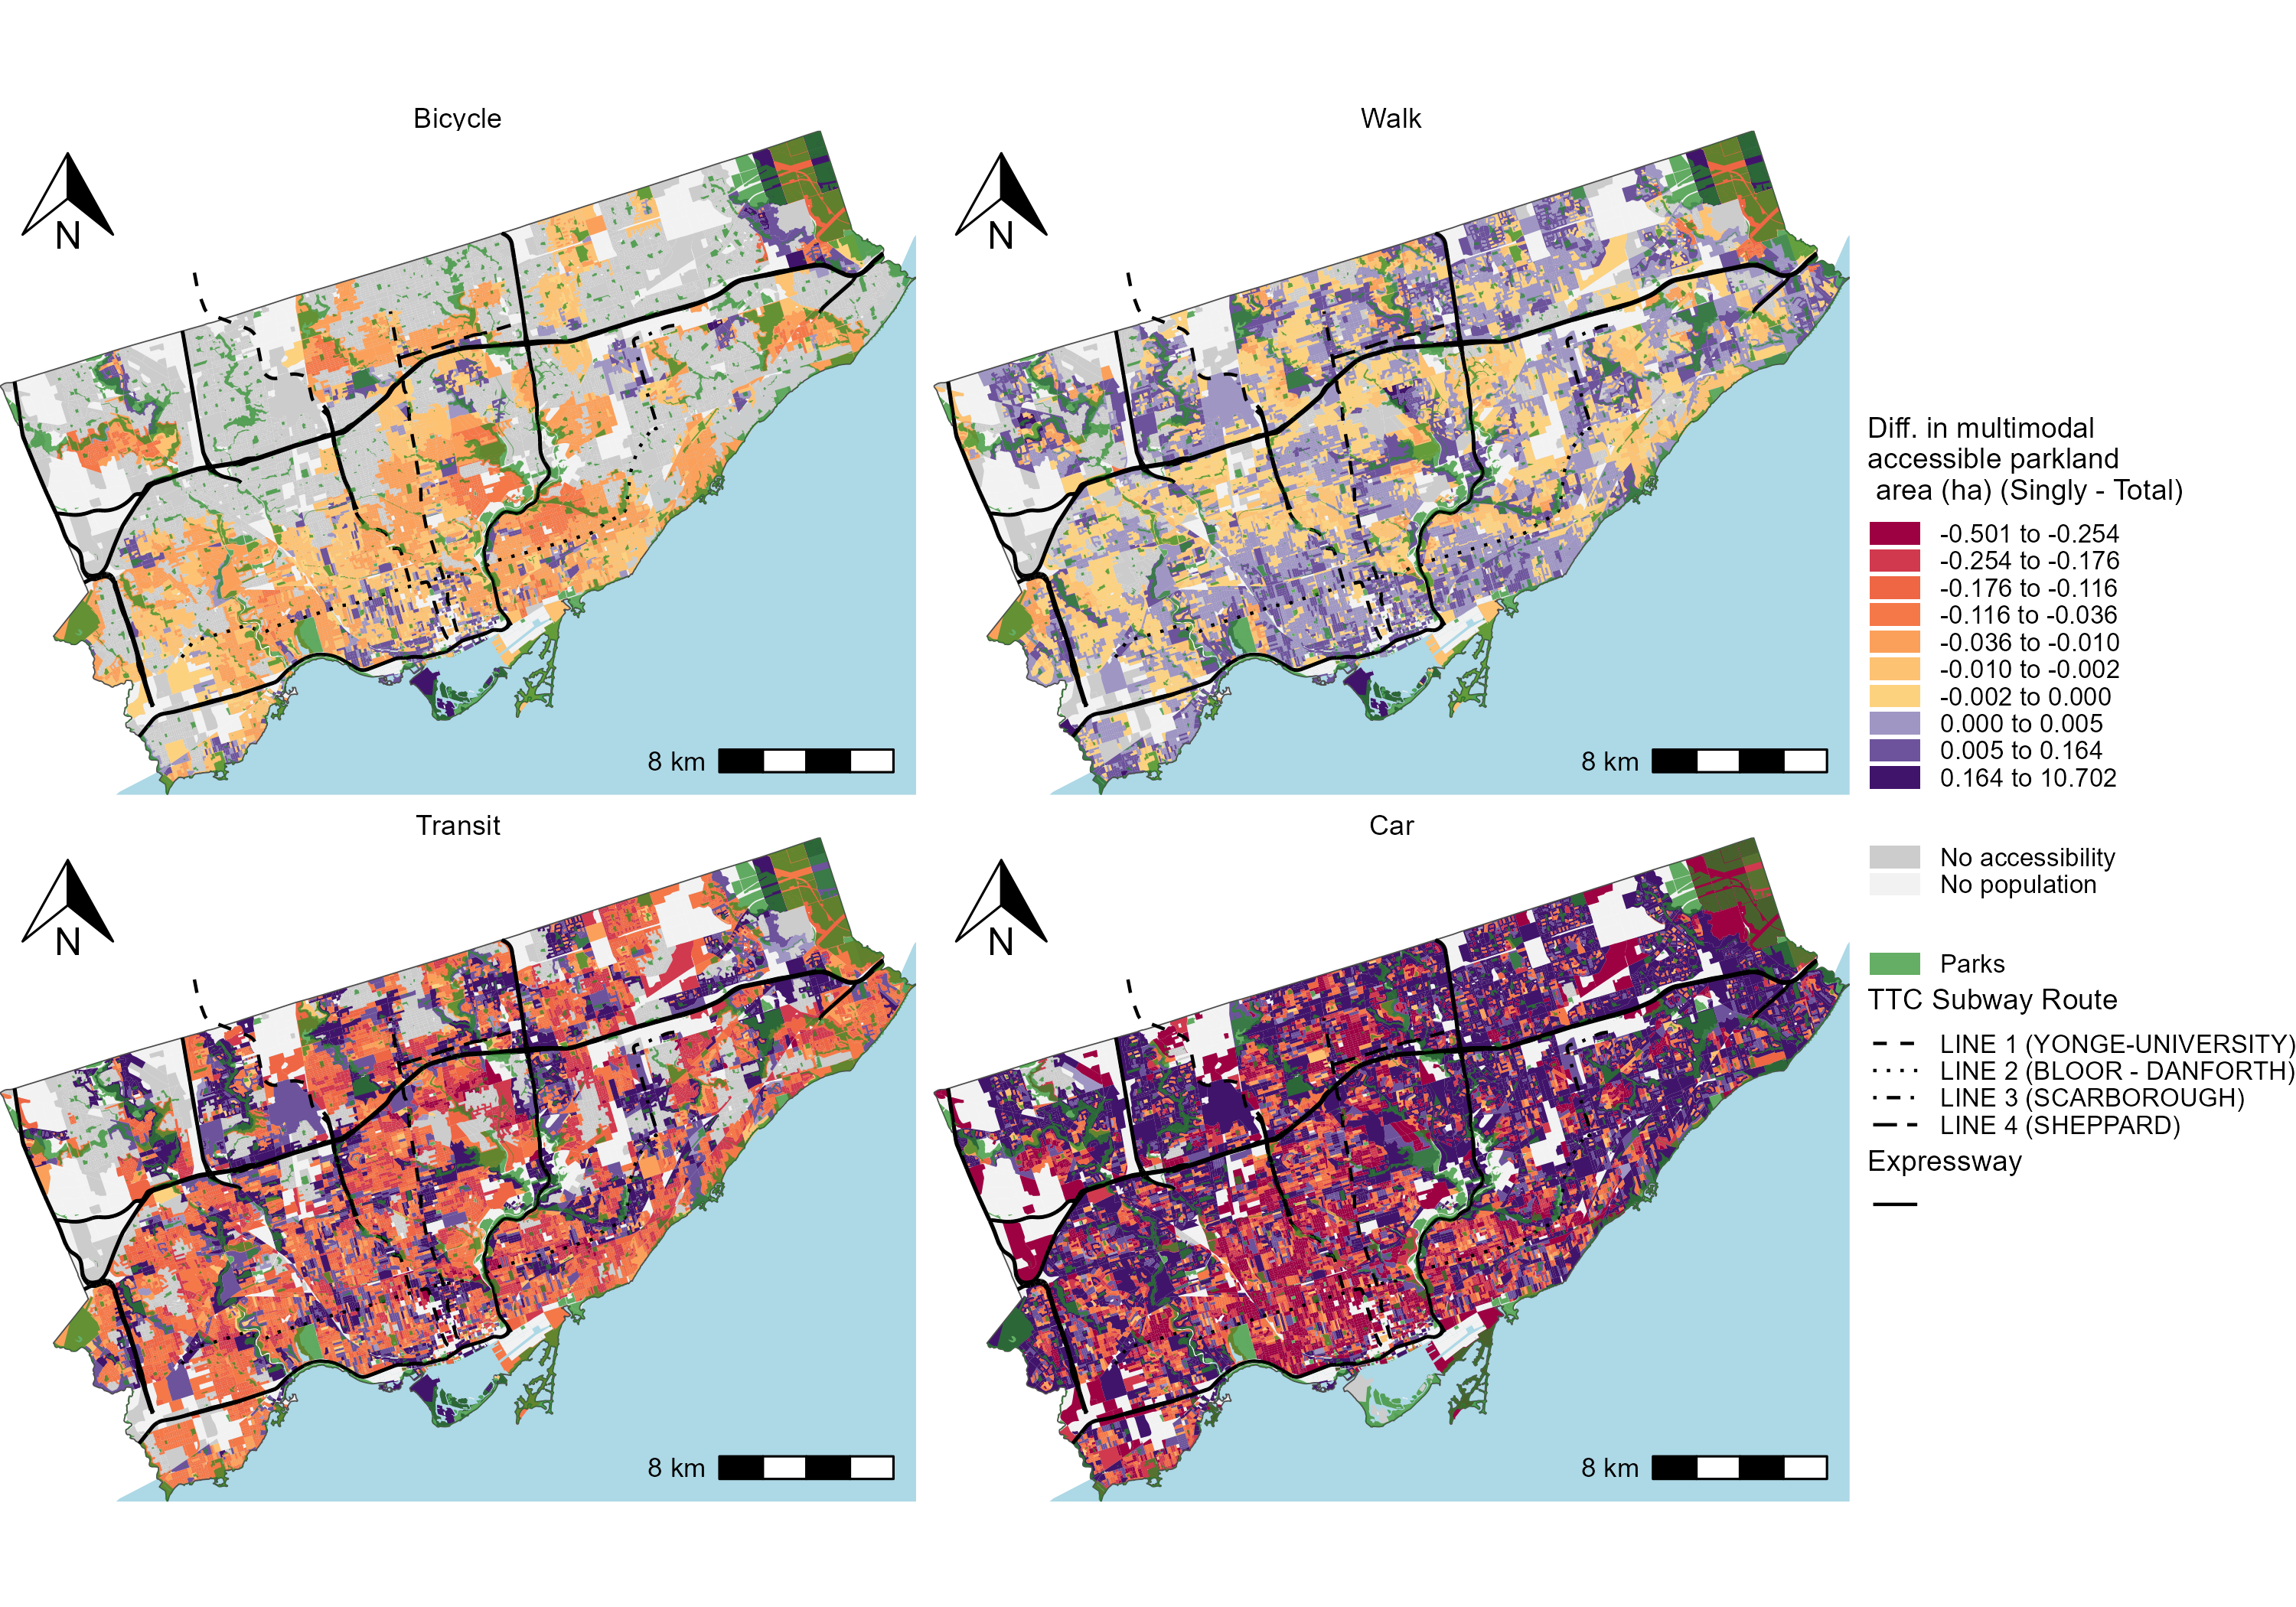 Bicycle
Walk
N
N
8 km
8 km
Diff. in multimodal
accessible parkland
area (ha) (Singly - Total)
-0.501 to -0.254
-0.254 to -0.176
-0.176 to -0.116
-0.116 to -0.036
-0.036 to -0.010
-0.010 to -0.002
-0.002 to 0.000
0.000 to 0.005
0.005 to 0.164
0.164 to 10.702
No accessibility
No population
Parks
TTC Subway Route
LINE 1 (YONGE-UNIVERSITY)
LINE 2 (BLOOR - DANFORTH)
LINE 3 (SCARBOROUGH)
LINE 4 (SHEPPARD)
Expressway
Transit
Car
N
N
8 km
8 km